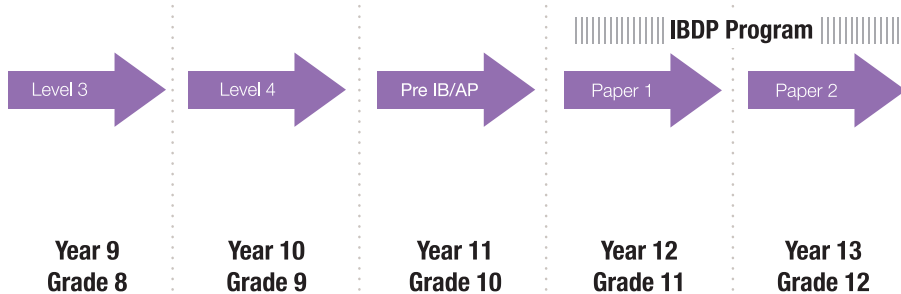 IBDP Program
Level 3
Level 4
Pre IB/AP
Paper 1
Paper 2
Year 9
Grade 8
Year 10
Grade 9
Year 11
Grade 10
Year 12
Grade 11
Year 13
Grade 12